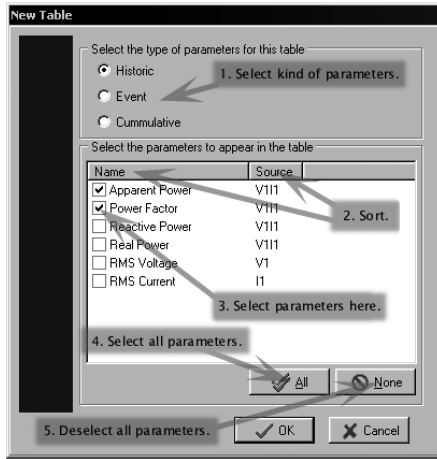 New Table
Select the type of parameters for this table
Historic
1. Select kind of parameters.
Event
Cummulative
Select the parameters to appear in the table
Name Source
Apparent Power V1I1
Power Factor V1I1
2. Sort.
Reactive Power V1I1
Real Power V1I1
RMS Voltage V1
RMS Current I1
3. Select parameters here.
4. Select all parameters.
All None
5. Deselect all parameters.
OK Cancel